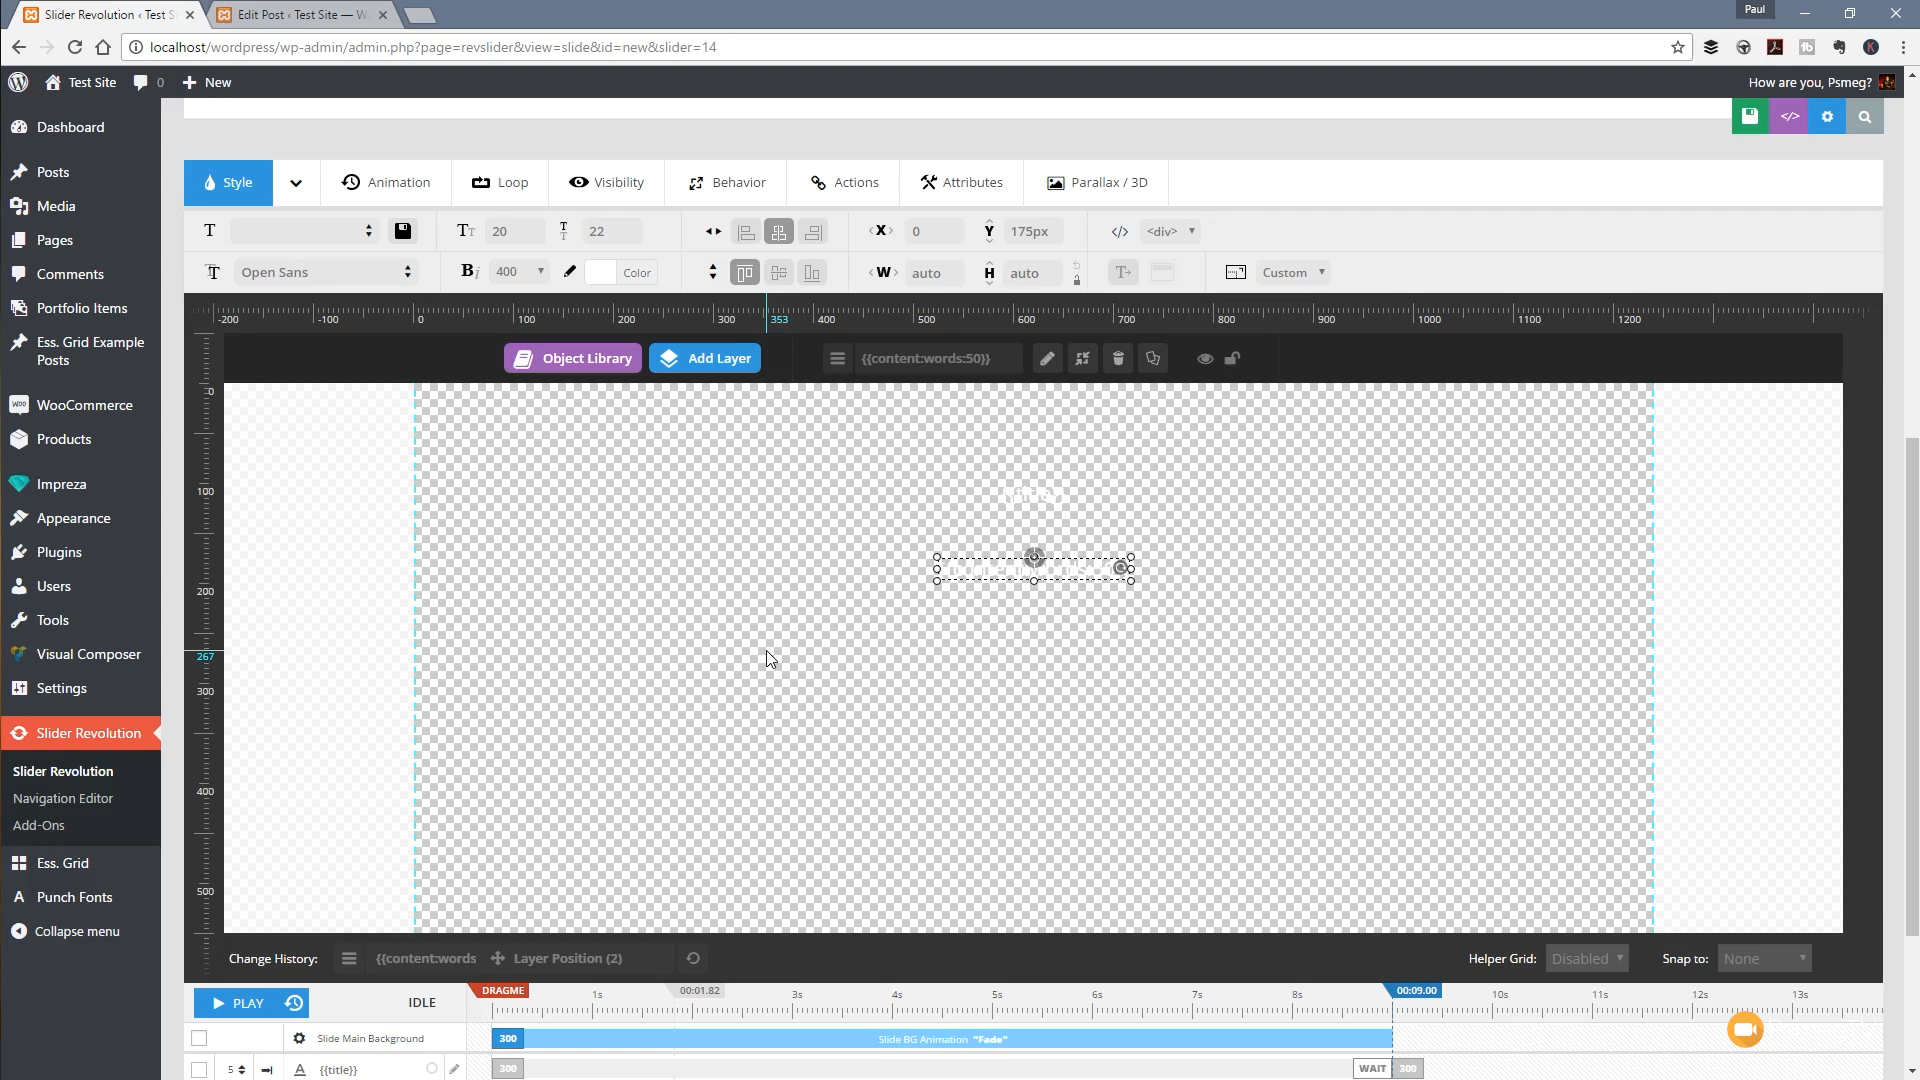 Slider Revolution ‹ Test S
Edit Post ‹ Test Site — W
Paul
localhost/wordpress/wp-admin/admin.php?page=revslider&view=slide&id=new&slider=14
Test Site
0
New
How are you, Psmeg?
Dashboard
Posts
Media
Pages
Comments
Portfolio Items
Ess. Grid Example
Posts
WooCommerce
Products
Impreza
Appearance
Plugins
Users
Tools
Visual Composer
Settings
Slider Revolution
Slider Revolution
Navigation Editor
Add-Ons
Ess. Grid
Punch Fonts
Collapse menu
Style
Animation
Loop
Visibility
Behavior
Actions
Attributes
Parallax / 3D
20
22
X
0
Y
175px
<div>
Open Sans
400
Color
W
auto
H
auto
Custom
-200
-100
0
100
200
300
353
400
500
600
700
800
900
1000
1100
1200
Object Library
Add Layer
{{content:words:50}}
0
100
200
267
300
400
500
Change History:
{{content:words
Layer Position (2)
Helper Grid:
Disabled
Snap to:
None
PLAY
IDLE
DRAGME
1s
00:01.82
3s
4s
5s
6s
7s
8s
00:09.00
10s
11s
12s
13s
Slide Main Background
300
Slide BG Animation "Fade"
5
{{title}}
300
WAIT
300